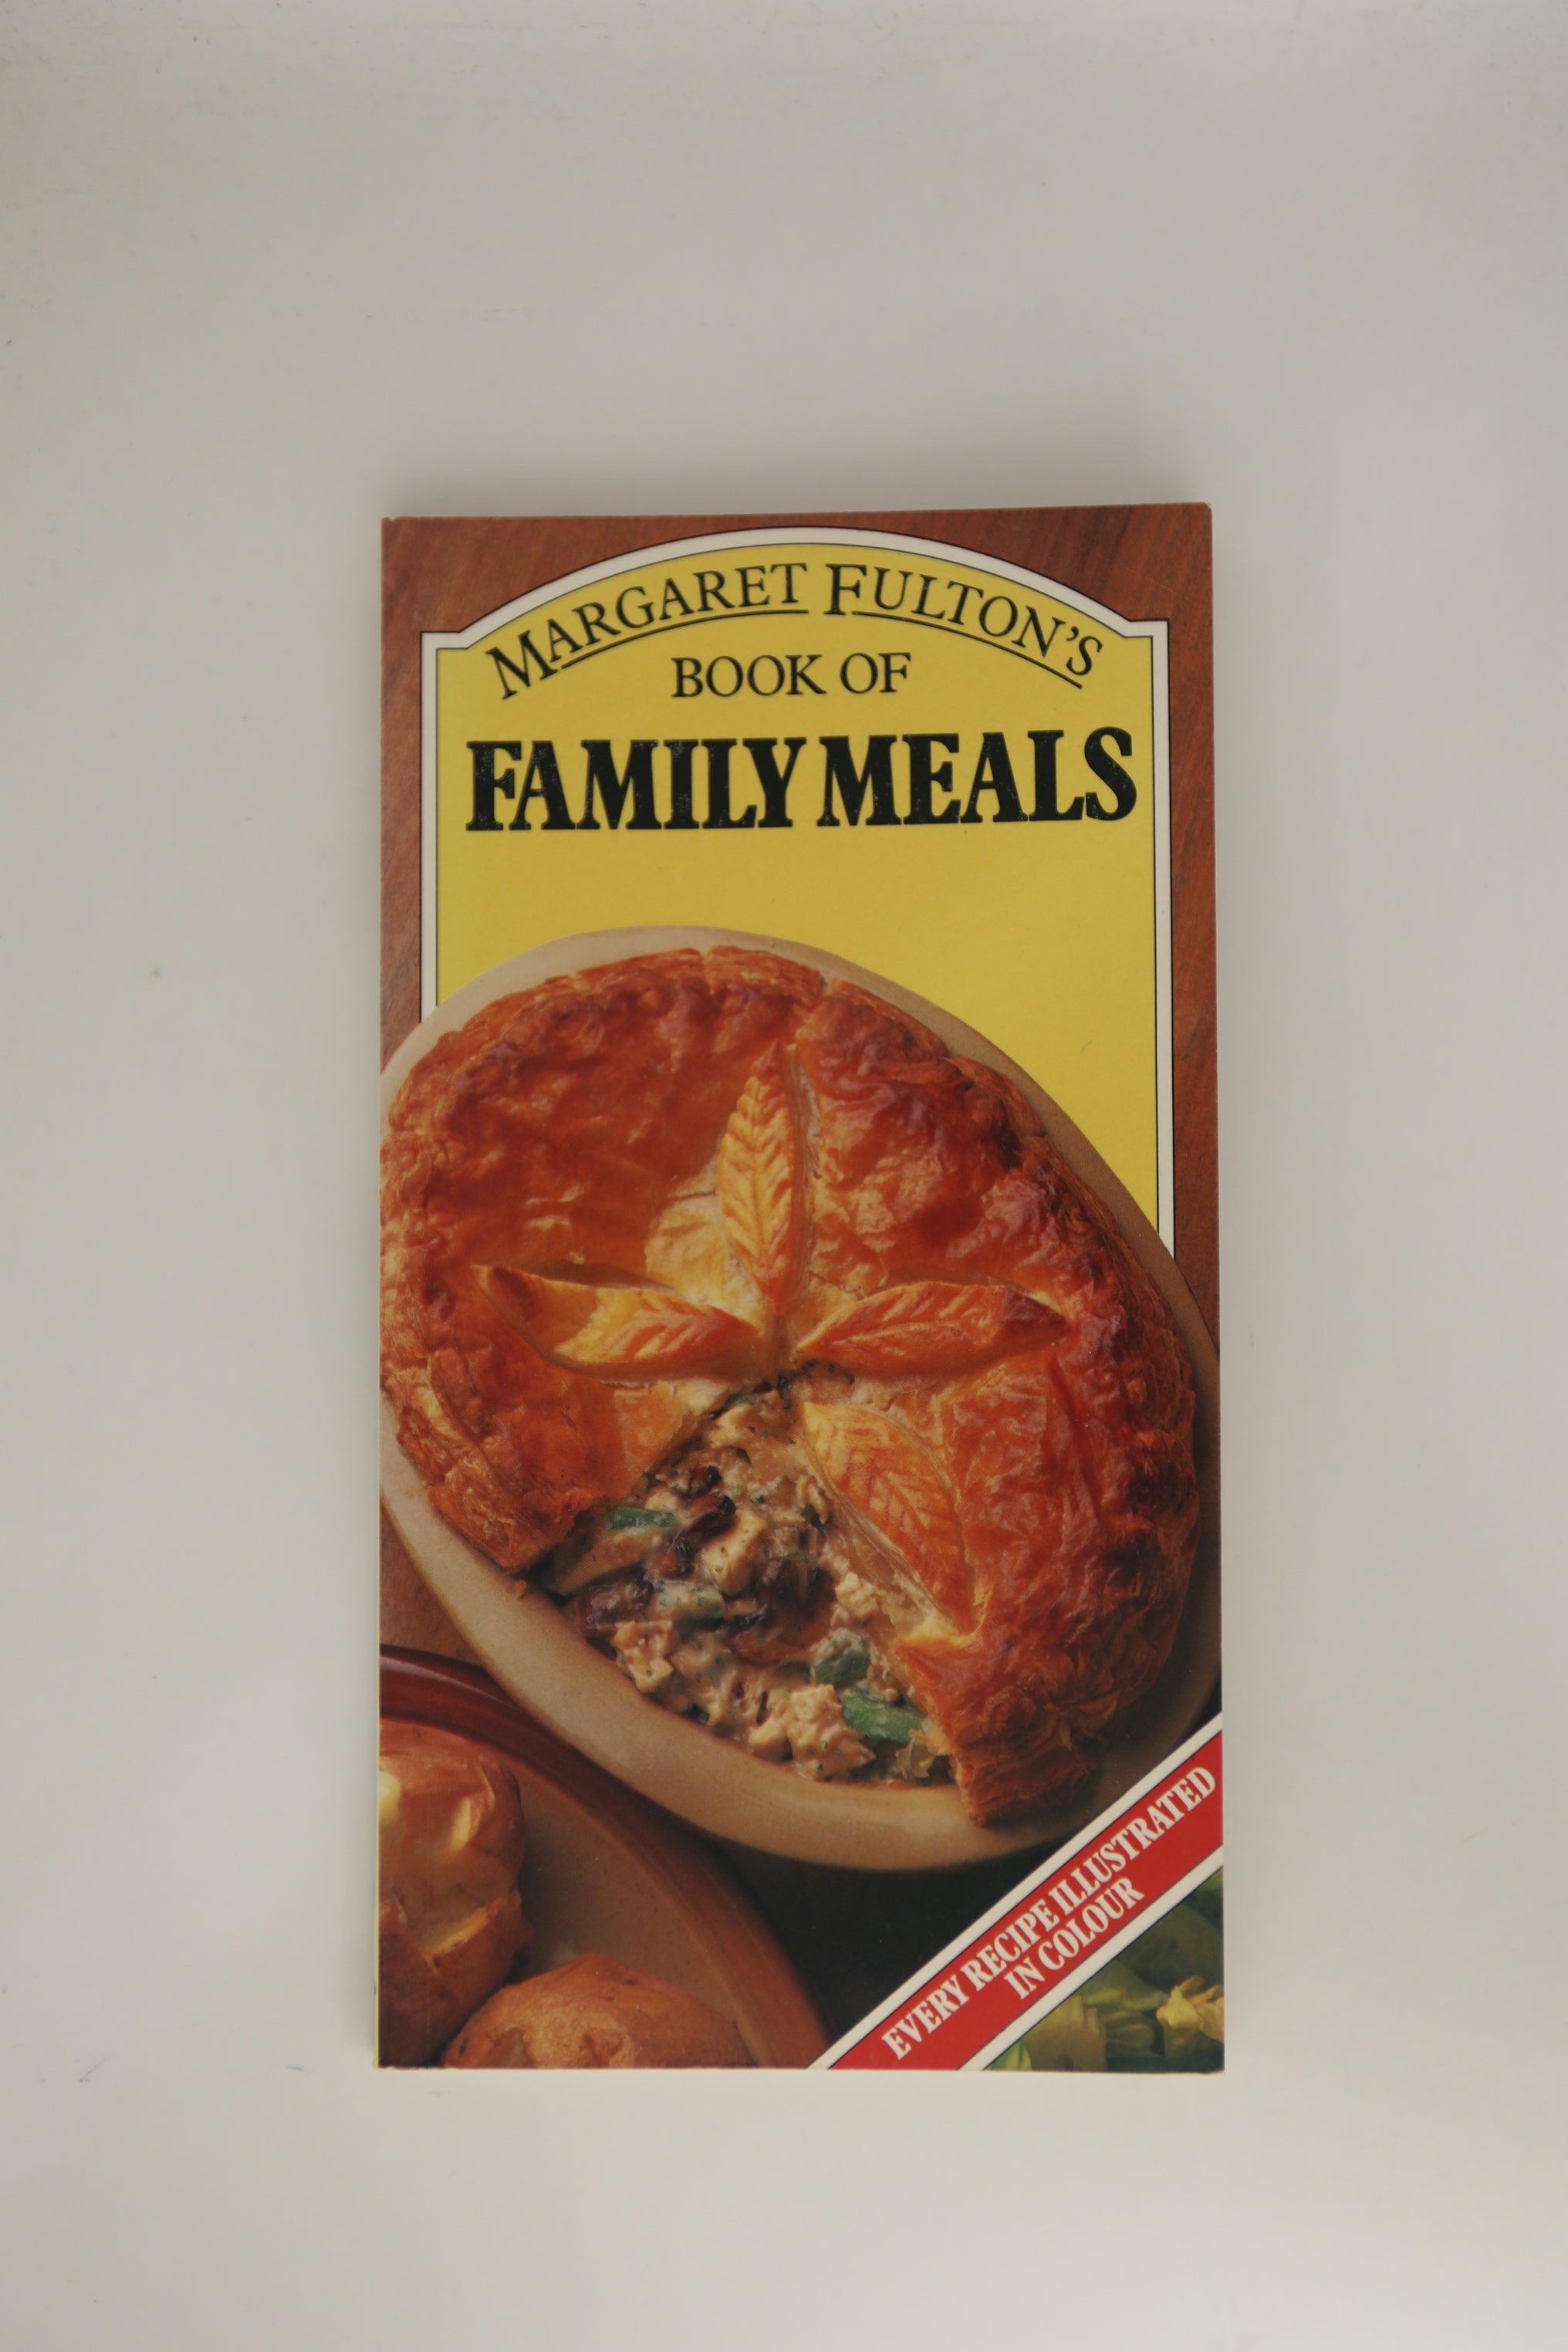 MARGARET FULTON'S
BOOK OF
FAMILY MEALS
EVERY RECIPE ILLUSTRATED
IN COLOUR